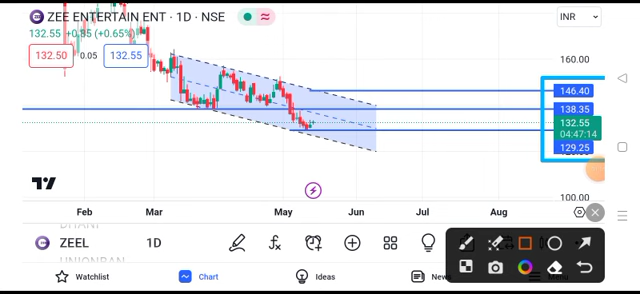 ZEE ENTERTAIN ENT · 1D · NSE
INR
132.55 +0.85 (+0.65%)
132.50 0.05 132.55
160.00
146.40
138.35
132.55
04:47:14
129.25
100.00
Feb Mar May Jun Jul Aug
ZEEL 1D
Watchlist Chart Ideas News Menu